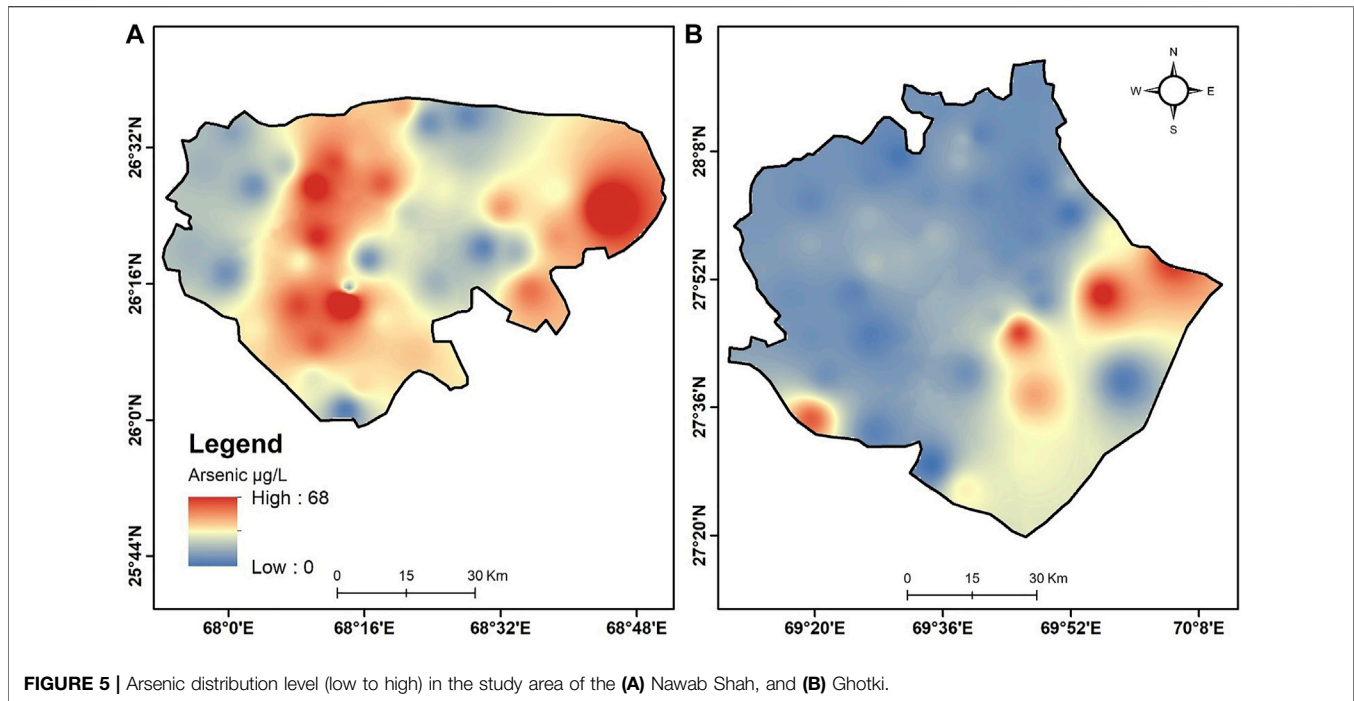 A
B
N
W
E
S
26°32'N
26°16'N
26°0'N
25°44'N
28°8'N
27°52'N
27°36'N
27°20'N
Legend
Arsenic µg/L
High : 68
Low : 0
0 15 30 Km
0 15 30 Km
68°0'E 68°16'E 68°32'E 68°48'E
69°20'E 69°36'E 69°52'E 70°8'E
FIGURE 5 | Arsenic distribution level (low to high) in the study area of the (A) Nawab Shah, and (B) Ghotki.